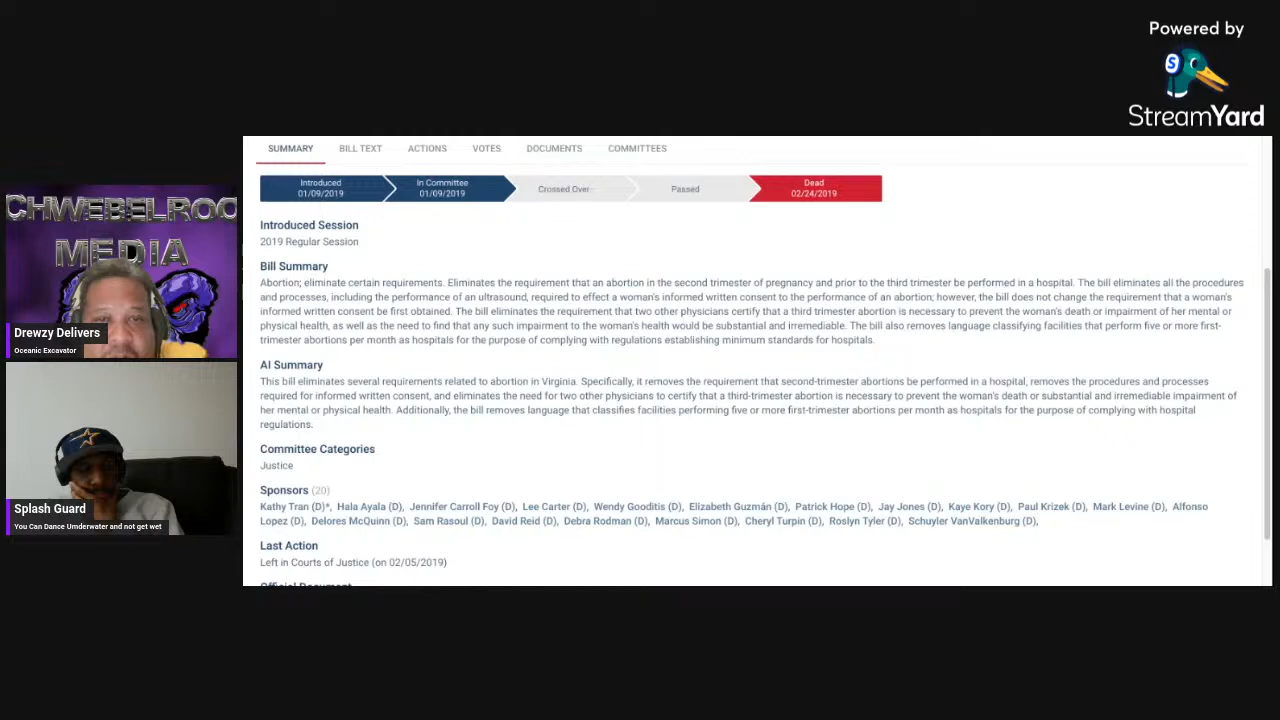 Powered by
StreamYard
SUMMARY BILL TEXT ACTIONS VOTES DOCUMENTS COMMITTEES
Introduced
01/09/2019
In Committee
01/09/2019
Crossed Over
Passed
Dead
02/24/2019
Introduced Session
2019 Regular Session
Bill Summary
Abortion; eliminate certain requirements. Eliminates the requirement that an abortion in the second trimester of pregnancy and prior to the third trimester be performed in a hospital. The bill eliminates all the procedures
and processes, including the performance of an ultrasound, required to effect a woman's informed written consent to the performance of an abortion; however, the bill does not change the requirement that a woman's
informed written consent be first obtained. The bill eliminates the requirement that two other physicians certify that a third trimester abortion is necessary to prevent the woman's death or impairment of her mental or
physical health, as well as the need to find that any such impairment to the woman's health would be substantial and irremediable. The bill also removes language classifying facilities that perform five or more first-
trimester abortions per month as hospitals for the purpose of complying with regulations establishing minimum standards for hospitals.
AI Summary
This bill eliminates several requirements related to abortion in Virginia. Specifically, it removes the requirement that second-trimester abortions be performed in a hospital, removes the procedures and processes
required for informed written consent, and eliminates the need for two other physicians to certify that a third-trimester abortion is necessary to prevent the woman's death or substantial and irremediable impairment of
her mental or physical health. Additionally, the bill removes language that classifies facilities performing five or more first-trimester abortions per month as hospitals for the purpose of complying with hospital
regulations.
Committee Categories
Justice
Sponsors (20)
Kathy Tran (D)*, Hala Ayala (D), Jennifer Carroll Foy (D), Lee Carter (D), Wendy Gooditis (D), Elizabeth Guzmán (D), Patrick Hope (D), Jay Jones (D), Kaye Kory (D), Paul Krizek (D), Mark Levine (D), Alfonso
Lopez (D), Delores McQuinn (D), Sam Rasoul (D), David Reid (D), Debra Rodman (D), Marcus Simon (D), Cheryl Turpin (D), Roslyn Tyler (D), Schuyler VanValkenburg (D),
Last Action
Left in Courts of Justice (on 02/05/2019)
Official Document
CHWEBELROO
MEDIA
Drewzy Delivers
Oceanic Excavator
Splash Guard
You Can Dance Umderwater and not get wet